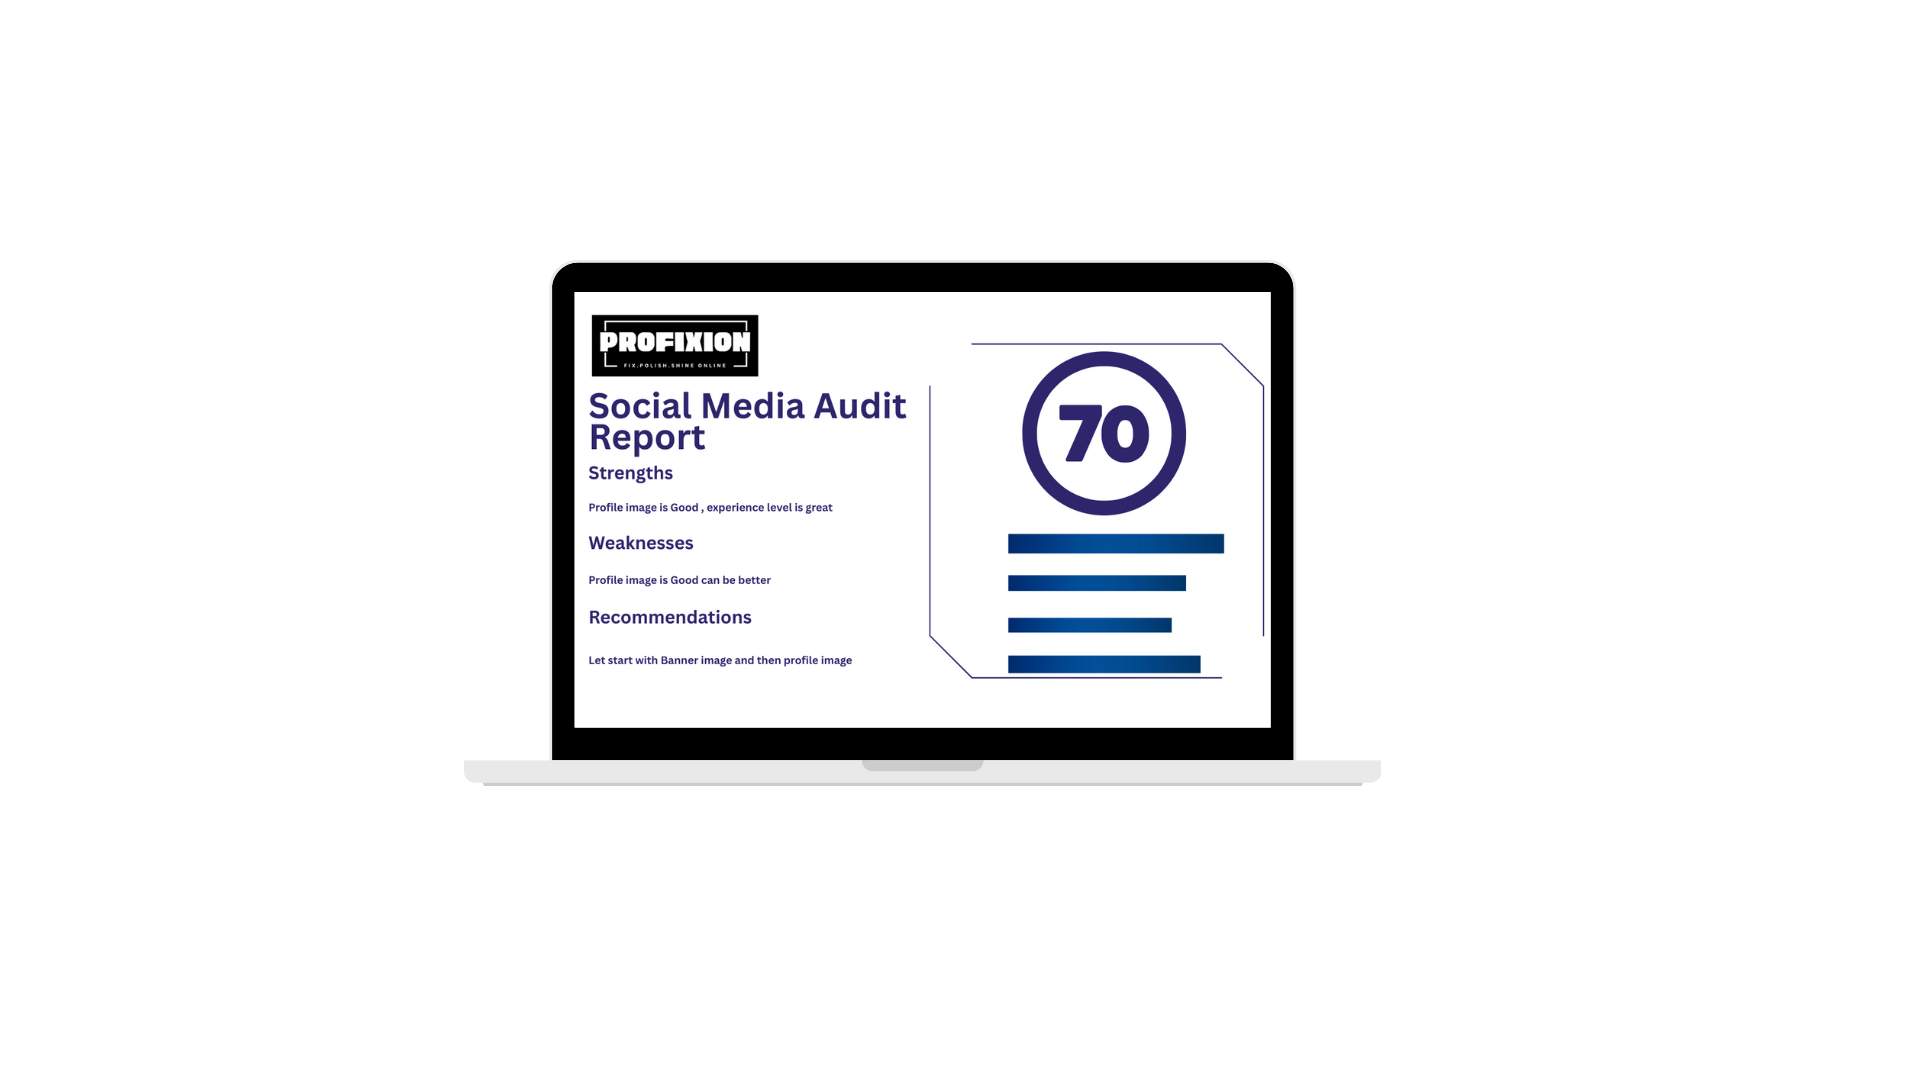 PROFIXION
FIX.POLISH.SHINE ONLINE
Social Media Audit
Report
Strengths
Profile image is Good , experience level is great
Weaknesses
Profile image is Good can be better
Recommendations
Let start with Banner image and then profile image
70